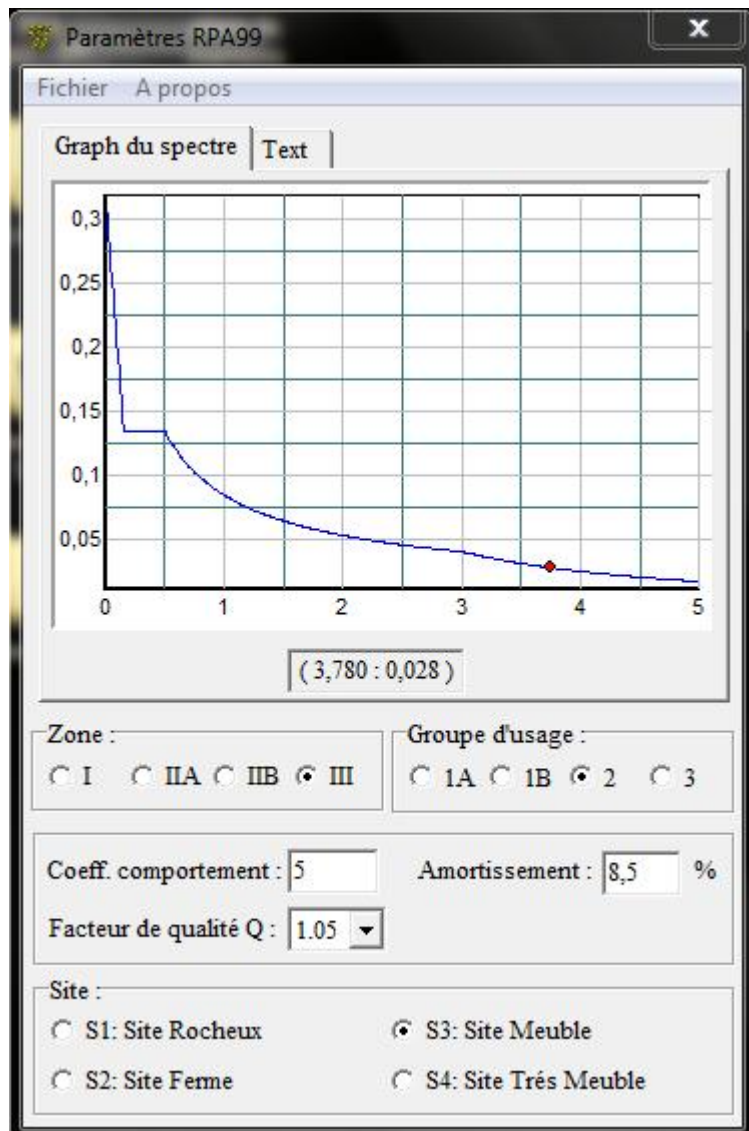 Paramètres RPA99
Fichier A propos
Graph du spectre Text
0,3
0,25
0,2
0,15
0,1
0,05
0 1 2 3 4 5
( 3,780 : 0,028 )
Zone : Groupe d'usage :
I IIA IIB III 1A 1B 2 3
Coeff. comportement : 5 Amortissement : 8,5 %
Facteur de qualité Q : 1.05
Site :
S1: Site Rocheux S3: Site Meuble
S2: Site Ferme S4: Site Trés Meuble